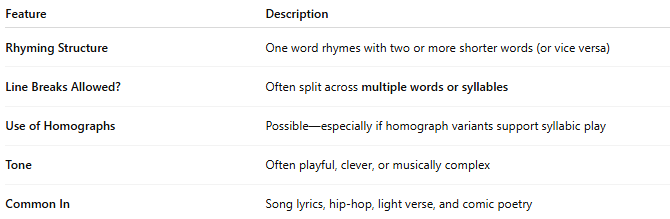 Feature Description
Rhyming Structure One word rhymes with two or more shorter words (or vice versa)
Line Breaks Allowed? Often split across multiple words or syllables
Use of Homographs Possible—especially if homograph variants support syllabic play
Tone Often playful, clever, or musically complex
Common In Song lyrics, hip-hop, light verse, and comic poetry